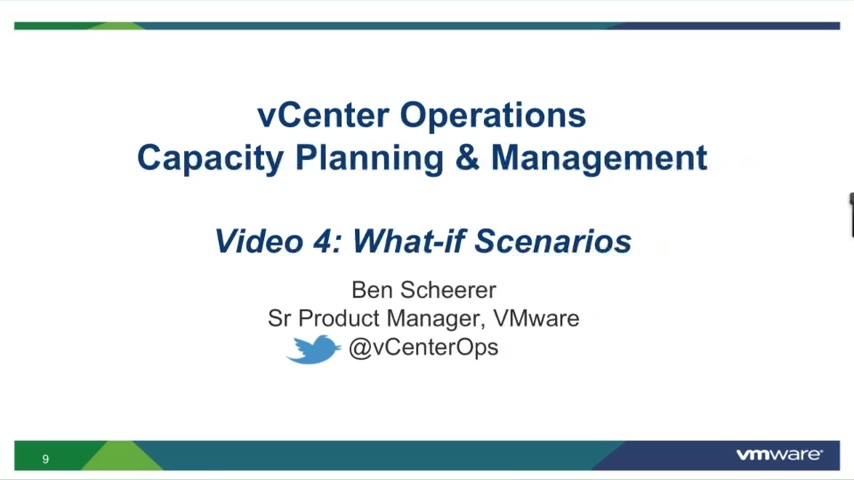 vCenter Operations
Capacity Planning & Management
Video 4: What-if Scenarios
Ben Scheerer
Sr Product Manager, VMware
@vCenterOps
9
vmware®